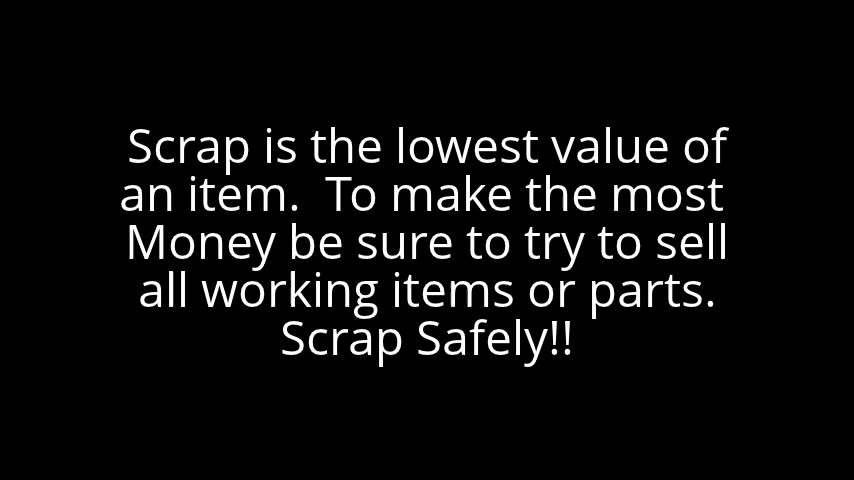 Scrap is the lowest value of
an item.  To make the most
Money be sure to try to sell
all working items or parts.
Scrap Safely!!